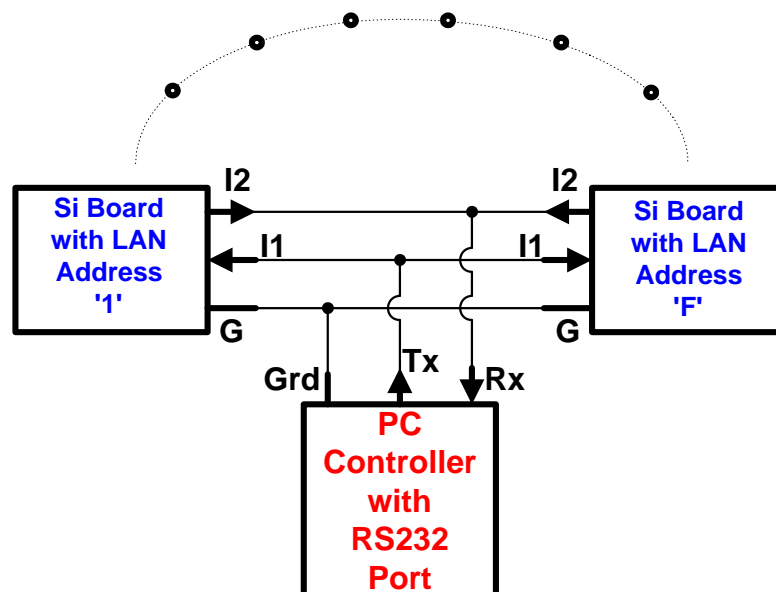 I2
I2
Si Board
with LAN
Address
'1'
Si Board
with LAN
Address
'F'
I1
I1
G
G
Grd
Tx
Rx
PC
Controller
with
RS232
Port